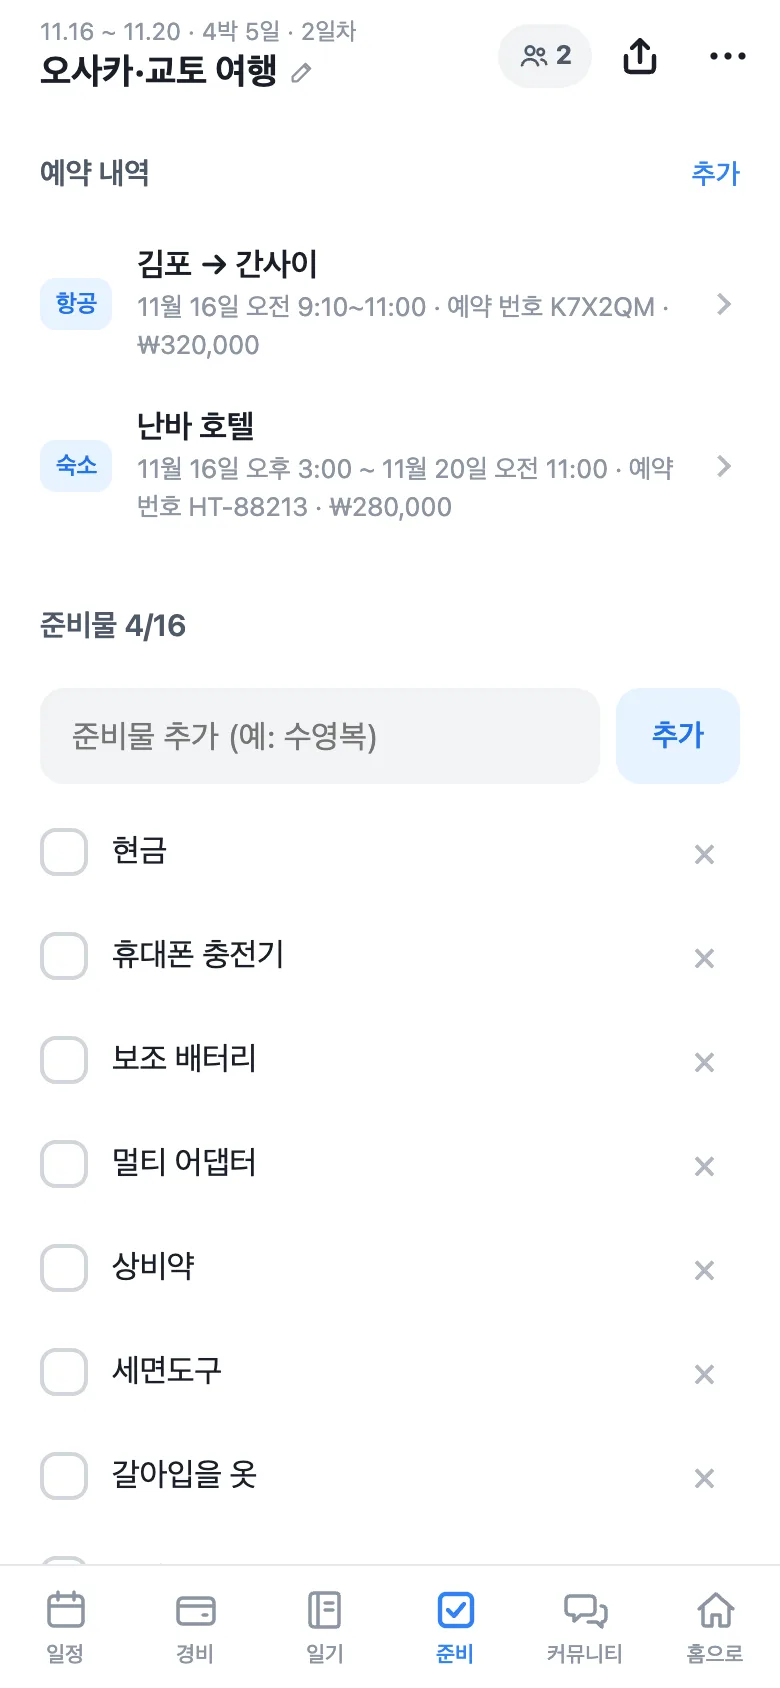 11.16 ~ 11.20 · 4박 5일 · 2일차
오사카·교토 여행
2
예약 내역
추가
항공
김포 → 간사이
11월 16일 오전 9:10~11:00 · 예약 번호 K7X2QM ·
₩320,000
숙소
난바 호텔
11월 16일 오후 3:00 ~ 11월 20일 오전 11:00 · 예약
번호 HT-88213 · ₩280,000
준비물 4/16
준비물 추가 (예: 수영복)
추가
현금
휴대폰 충전기
보조 배터리
멀티 어댑터
상비약
세면도구
갈아입을 옷
일정
경비
일기
준비
커뮤니티
홈으로